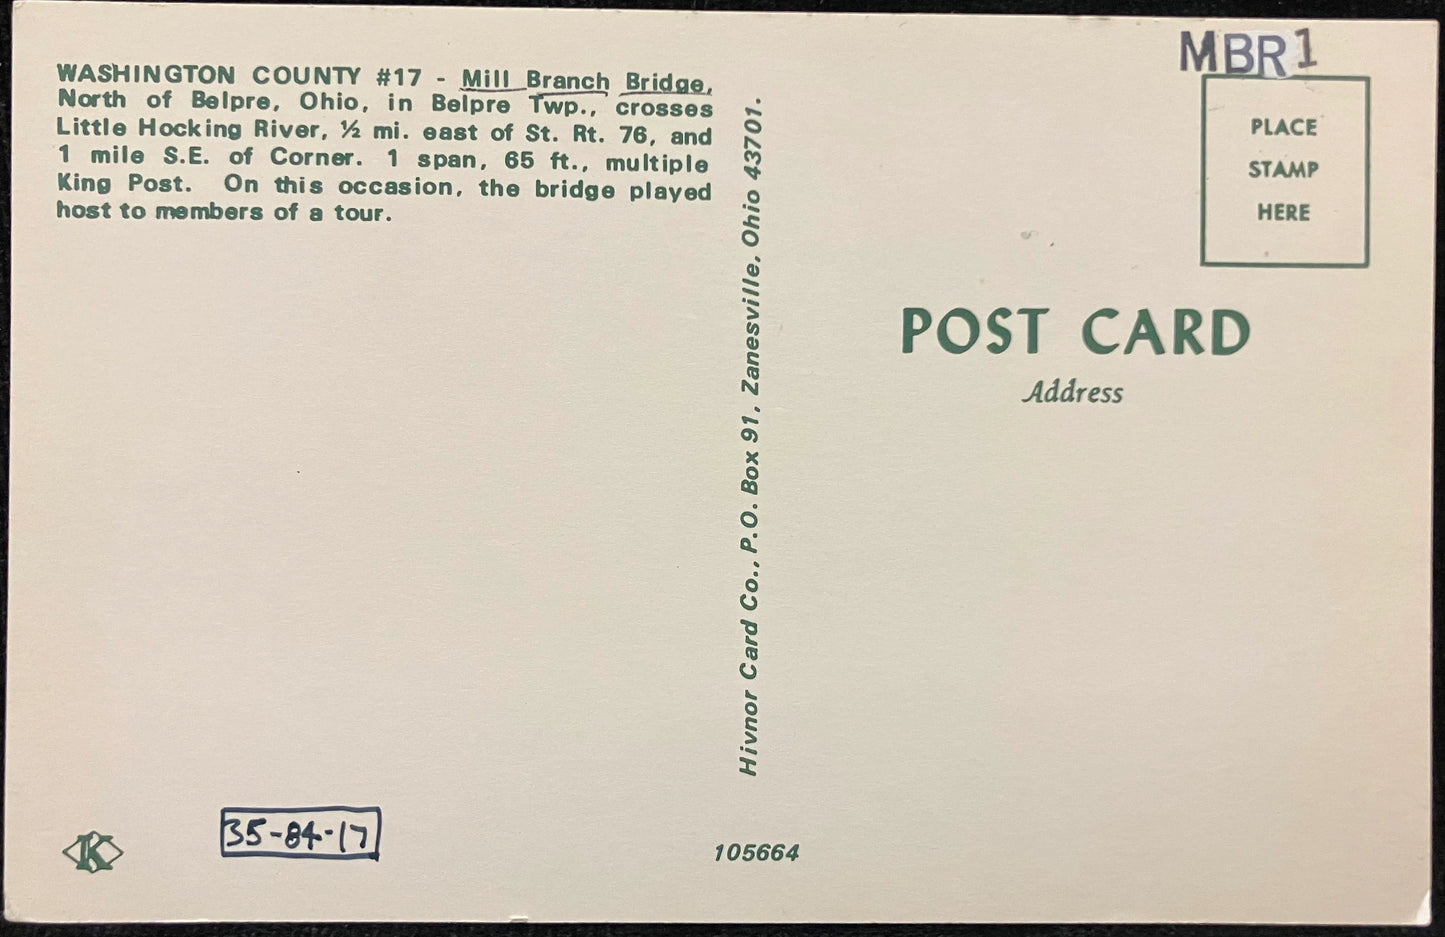 MBR1
WASHINGTON COUNTY #17 - Mill Branch Bridge,
North of Belpre, Ohio, in Belpre Twp., crosses
Little Hocking River, ½ mi. east of St. Rt. 76, and
1 mile S.E. of Corner. 1 span, 65 ft., multiple
King Post. On this occasion, the bridge played
host to members of a tour.
Hivnor Card Co., P.O. Box 91, Zanesville, Ohio 43701.
PLACE
STAMP
HERE
POST CARD
Address
K
35-84-17
105664